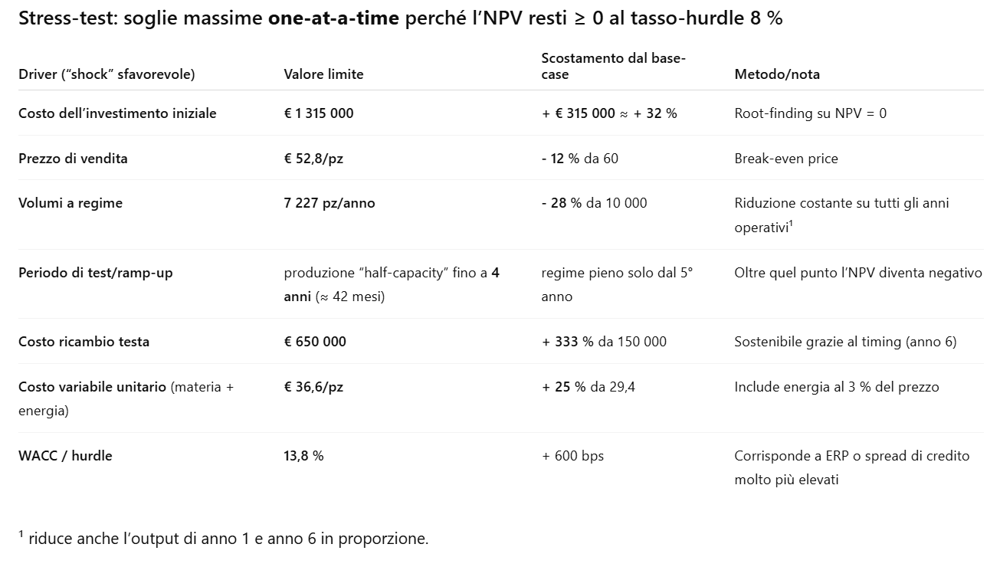 Stress-test: soglie massime one-at-a-time perché l’NPV resti ≥ 0 al tasso-hurdle 8 %
Driver (“shock” sfavorevole) Valore limite Scostamento dal base-
case Metodo/nota
Costo dell’investimento iniziale € 1 315 000 + € 315 000 ≈ + 32 % Root-finding su NPV = 0
Prezzo di vendita € 52,8/pz - 12 % da 60 Break-even price
Volumi a regime 7 227 pz/anno - 28 % da 10 000 Riduzione costante su tutti gli anni
operativi¹
Periodo di test/ramp-up produzione “half-capacity” fino a 4 regime pieno solo dal 5° Oltre quel punto l’NPV diventa negativo
anni (≈ 42 mesi) anno
Costo ricambio testa € 650 000 + 333 % da 150 000 Sostenibile grazie al timing (anno 6)
Costo variabile unitario (materia + € 36,6/pz + 25 % da 29,4 Include energia al 3 % del prezzo
energia)
WACC / hurdle 13,8 % + 600 bps Corrisponde a ERP o spread di credito
molto più elevati
¹ riduce anche l’output di anno 1 e anno 6 in proporzione.